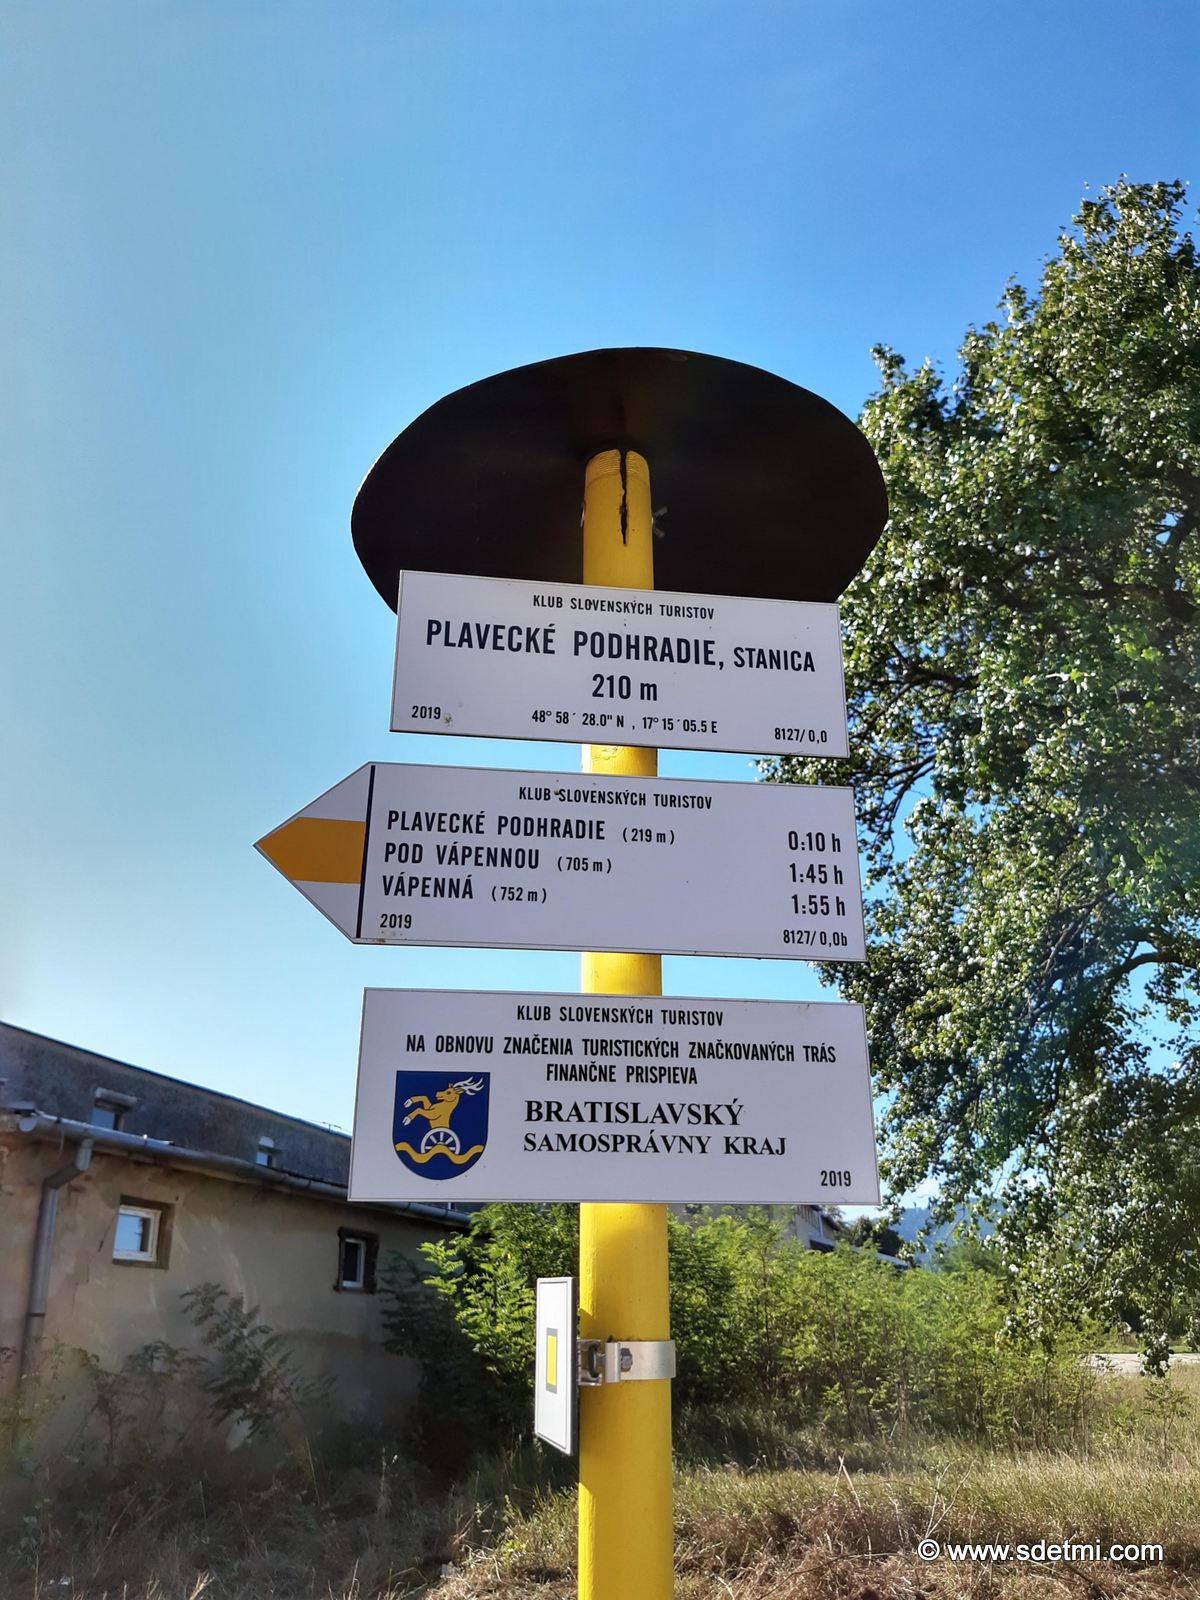 KLUB SLOVENSKÝCH TURISTOV
PLAVECKÉ PODHRADIE, STANICA
210 m
2019 48° 58´ 28.0" N , 17° 15´05.5 E 8127/0,0
KLUB SLOVENSKÝCH TURISTOV
PLAVECKÉ PODHRADIE (219 m) 0:10 h
POD VÁPENNOU (705 m) 1:45 h
VÁPENNÁ (752 m) 1:55 h
2019 8127/0,0b
KLUB SLOVENSKÝCH TURISTOV
NA OBNOVU ZNAČENIA TURISTICKÝCH ZNAČKOVANÝCH TRÁS
FINANČNE PRISPIEVA
BRATISLAVSKÝ
SAMOSPRÁVNY KRAJ
2019
© www.sdetmi.com